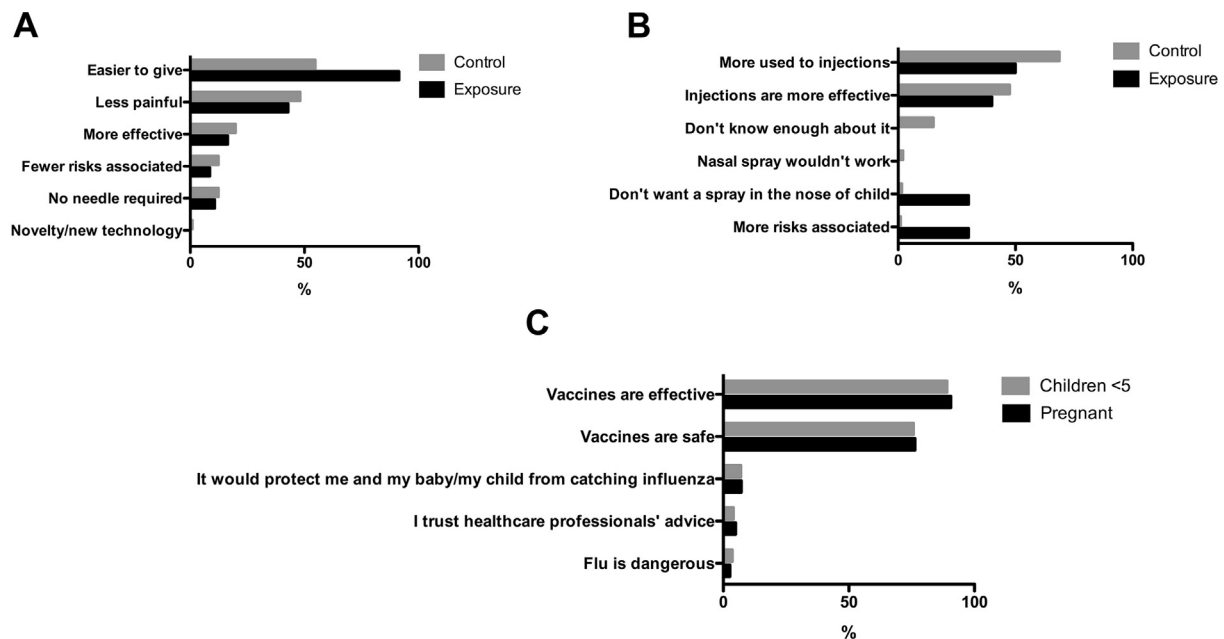 A
Easier to give
Less painful
More effective
Fewer risks associated
No needle required
Novelty/new technology
0
50
100
%
Control
Exposure
B
More used to injections
Injections are more effective
Don't know enough about it
Nasal spray wouldn't work
Don't want a spray in the nose of child
More risks associated
0
50
100
%
Control
Exposure
C
Vaccines are effective
Vaccines are safe
It would protect me and my baby/my child from catching influenza
I trust healthcare professionals' advice
Flu is dangerous
0
50
100
%
Children <5
Pregnant